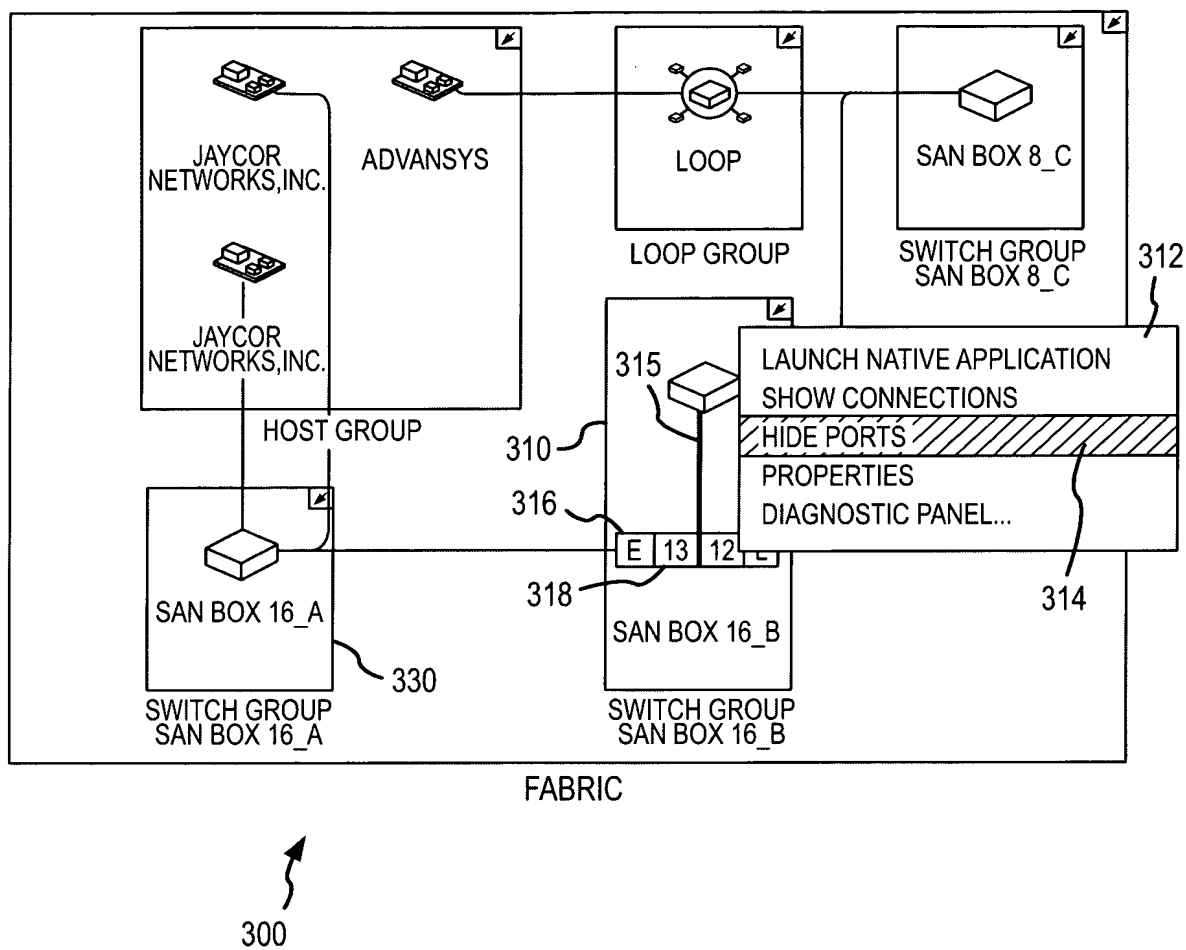 JAYCOR
NETWORKS,INC.
ADVANSYS
LOOP
SAN BOX 8_C
JAYCOR
NETWORKS,INC.
HOST GROUP
LOOP GROUP
SWITCH GROUP
SAN BOX 8_C
312
LAUNCH NATIVE APPLICATION
SHOW CONNECTIONS
HIDE PORTS
PROPERTIES
DIAGNOSTIC PANEL...
314
315
310
316
E 13 12
318
SAN BOX 16_A
330
SWITCH GROUP
SAN BOX 16_A
SAN BOX 16_B
SWITCH GROUP
SAN BOX 16_B
FABRIC
300